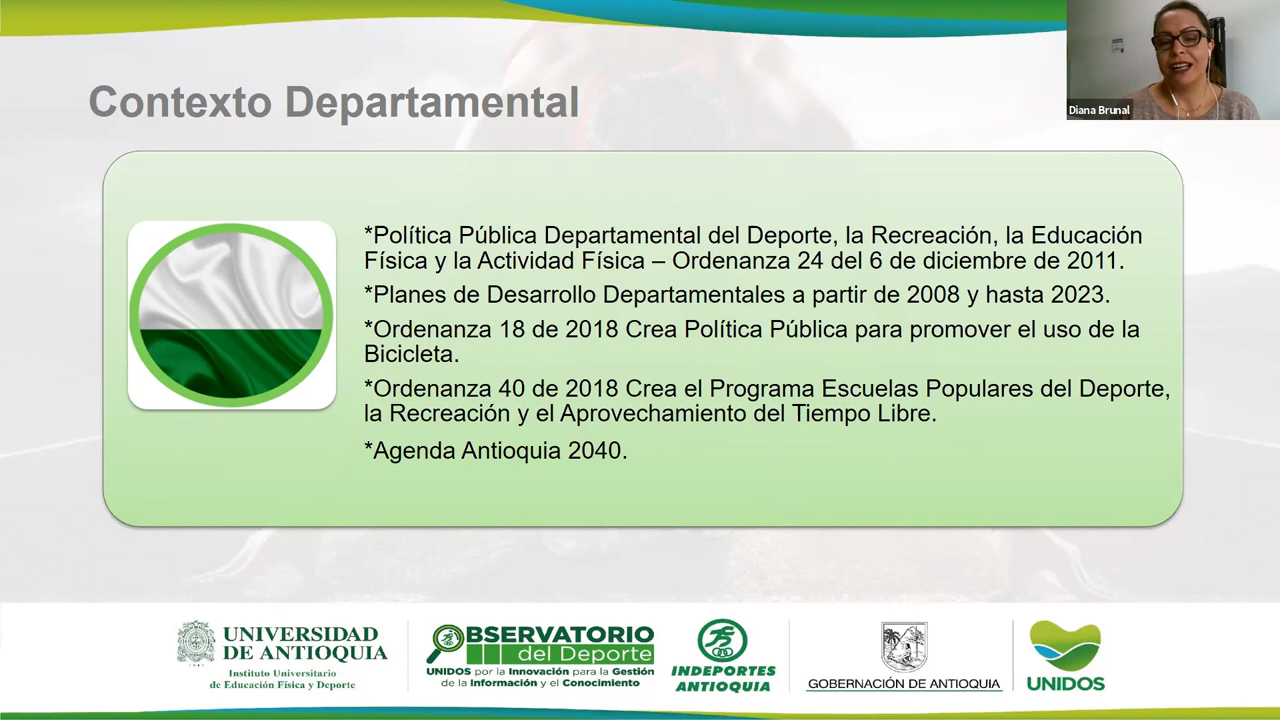 Contexto Departamental
Diana Brunal
*Política Pública Departamental del Deporte, la Recreación, la Educación
Física y la Actividad Física – Ordenanza 24 del 6 de diciembre de 2011.
*Planes de Desarrollo Departamentales a partir de 2008 y hasta 2023.
*Ordenanza 18 de 2018 Crea Política Pública para promover el uso de la
Bicicleta.
*Ordenanza 40 de 2018 Crea el Programa Escuelas Populares del Deporte,
la Recreación y el Aprovechamiento del Tiempo Libre.
*Agenda Antioquia 2040.
UNIVERSIDAD
DE ANTIOQUIA
Instituto Universitario
de Educación Física y Deporte
OBSERVATORIO
del Deporte
UNIDOS por la Innovación para la Gestión
de la Información y el Conocimiento
INDEPORTES
ANTIOQUIA
GOBERNACIÓN DE ANTIOQUIA
UNIDOS